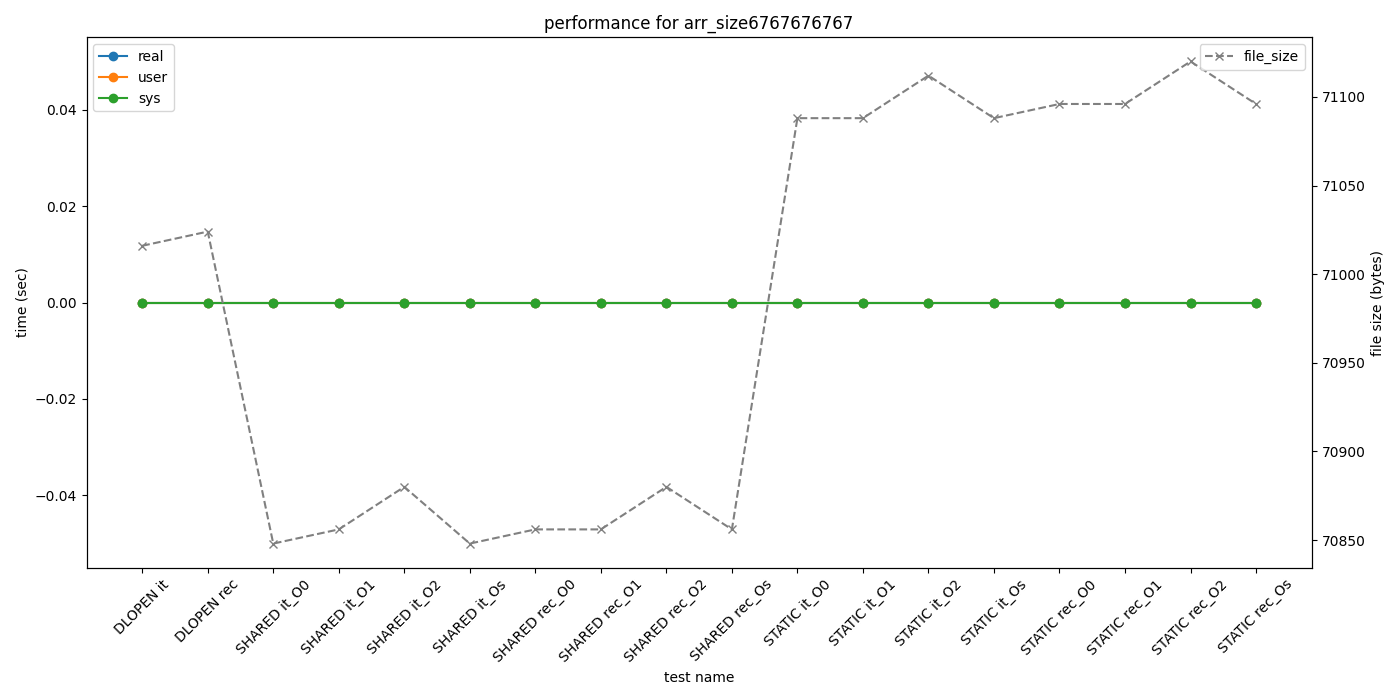 performance for arr_size6767676767
real
user
sys
file_size
0.04
0.02
0.00
−0.02
−0.04
time (sec)
71100
71050
71000
70950
70900
70850
file size (bytes)
DLOPEN it
DLOPEN rec
SHARED it_O0
SHARED it_O1
SHARED it_O2
SHARED it_Os
SHARED rec_O0
SHARED rec_O1
SHARED rec_O2
SHARED rec_Os
STATIC it_O0
STATIC it_O1
STATIC it_O2
STATIC it_Os
STATIC rec_O0
STATIC rec_O1
STATIC rec_O2
STATIC rec_Os
test name